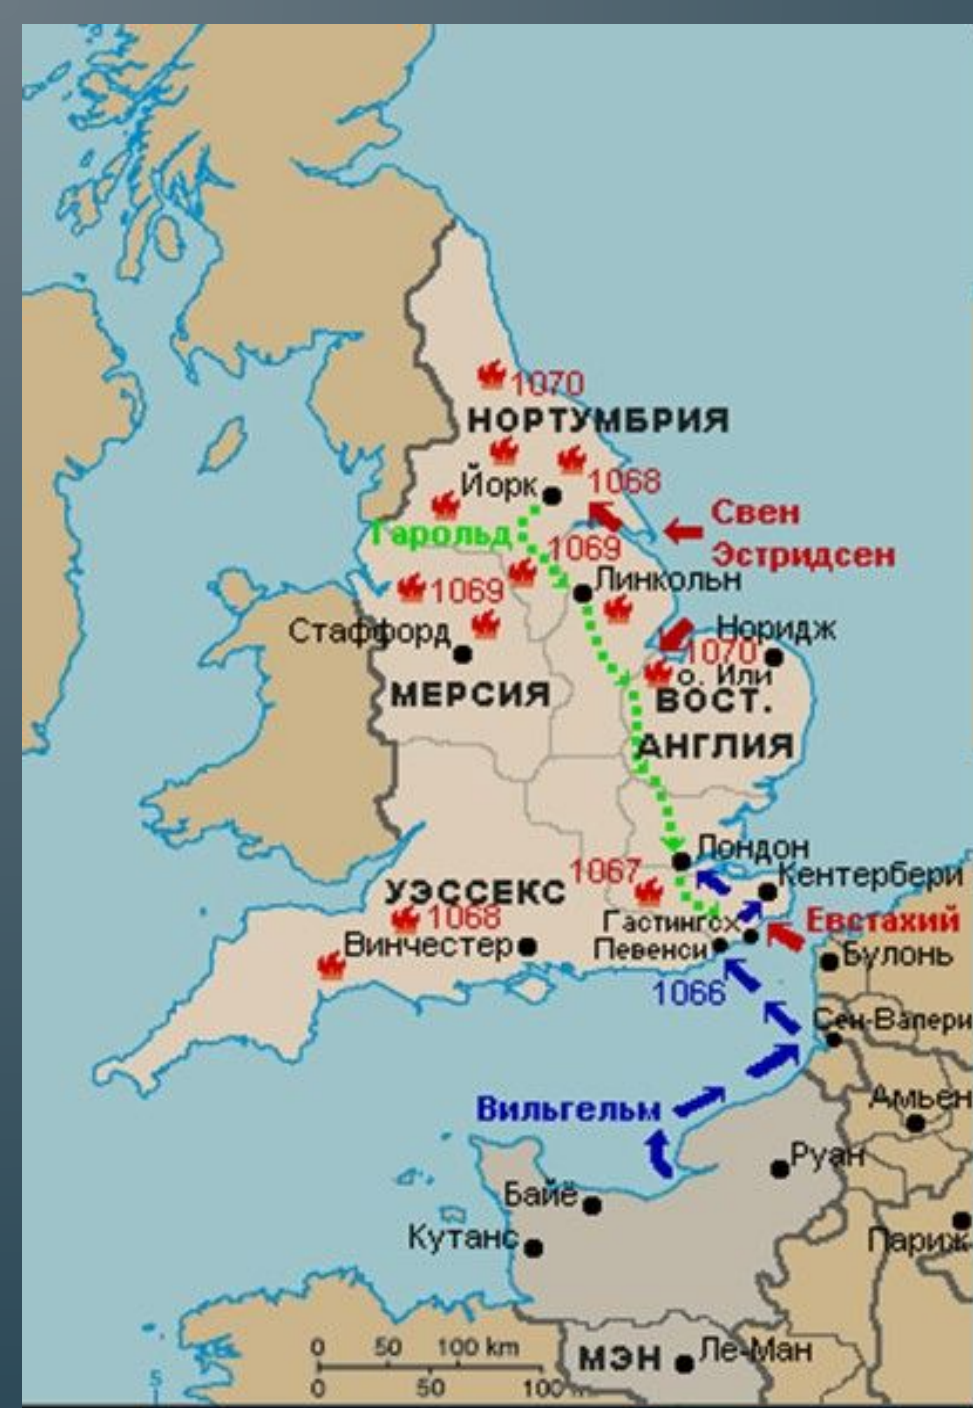 1070
НОРТУМБРИЯ
Йорк
1068
Свен
Эстридсен
Гарольд
1069
Линкольн
1069
Стаффорд
Норидж
1070
о. Или
МЕРСИЯ
ВОСТ.
АНГЛИЯ
Лондон
1067
Кентербери
УЭССЕКС
1068
Гастингсх
Евстахий
Винчестер
Певенси
Булонь
1066
Сен-Валери
Вильгельм
Амьен
Руан
Байё
Кутанс
Париж
0 50 100 km
МЭН
Ле-Ман
0 50 100
5